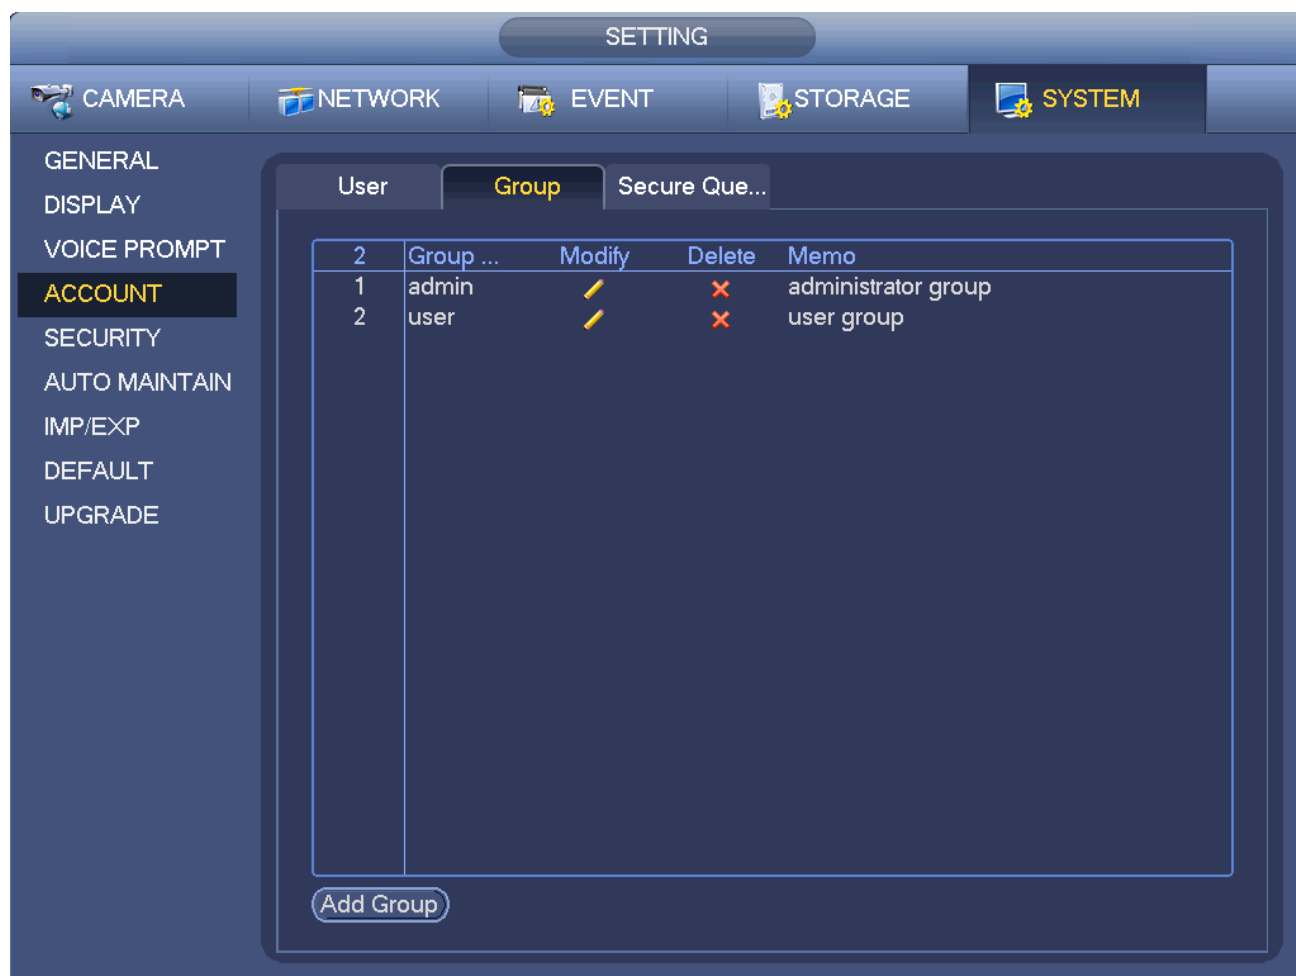 SETTING
CAMERA NETWORK EVENT STORAGE SYSTEM
GENERAL
DISPLAY
VOICE PROMPT
ACCOUNT
SECURITY
AUTO MAINTAIN
IMP/EXP
DEFAULT
UPGRADE
User Group Secure Que...
2 Group ... Modify Delete Memo
1 admin administrator group
2 user user group
Add Group